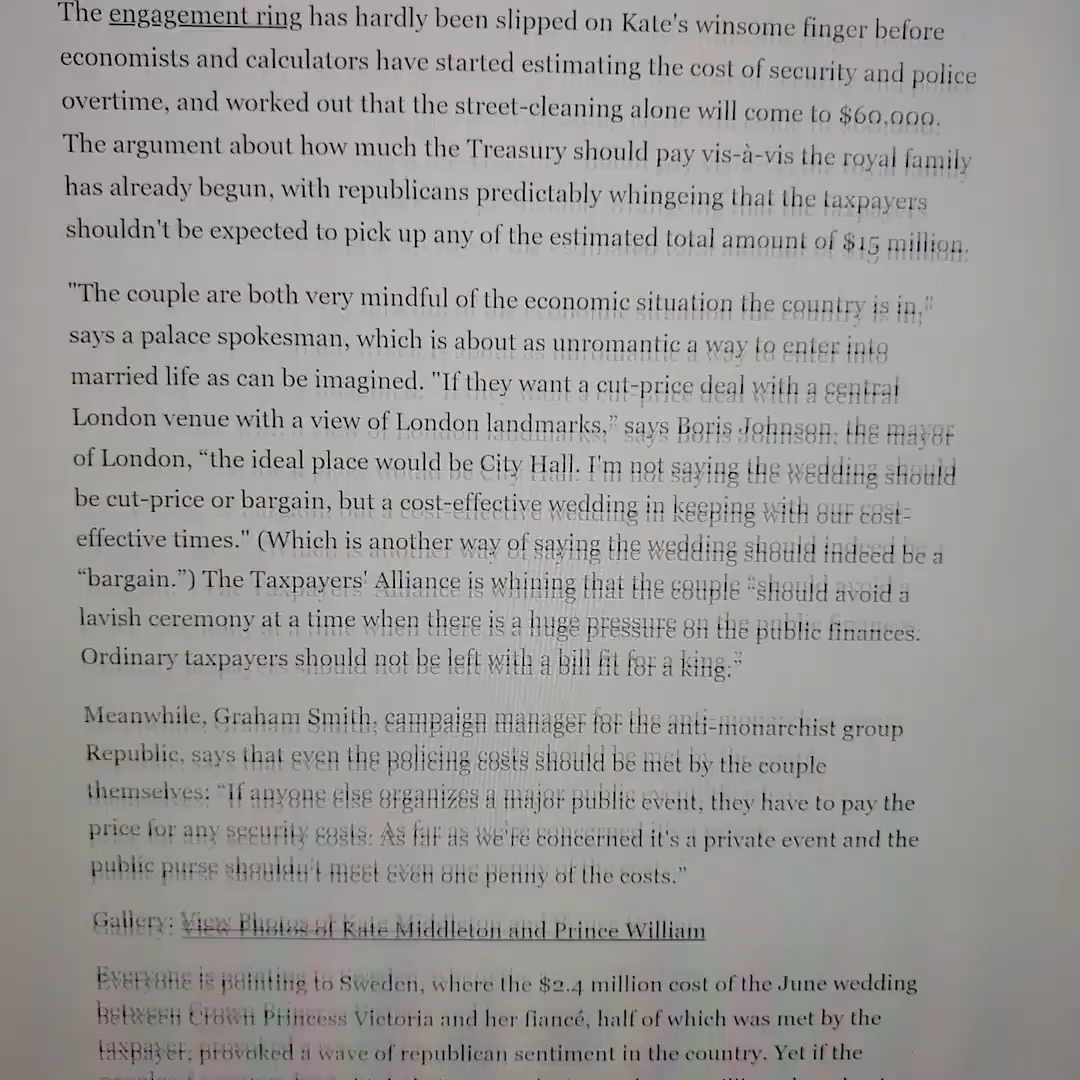 The engagement ring has hardly been slipped on Kate's winsome finger before
economists and calculators have started estimating the cost of security and police
overtime, and worked out that the street-cleaning alone will come to $60,000.
The argument about how much the Treasury should pay vis-à-vis the royal family
has already begun, with republicans predictably whingeing that the taxpayers
shouldn't be expected to pick up any of the estimated total amount of $15 million.
"The couple are both very mindful of the economic situation the country is in,"
says a palace spokesman, which is about as unromantic a way to enter into
married life as can be imagined. "If they want a cut-price deal with a central
London venue with a view of London landmarks,” says Boris Johnson, the mayor
of London, “the ideal place would be City Hall. I'm not saying the wedding should
be cut-price or bargain, but a cost-effective wedding in keeping with our cost-
effective times." (Which is another way of saying the wedding should indeed be a
“bargain.”) The Taxpayers' Alliance is whining that the couple “should avoid a
lavish ceremony at a time when there is a huge pressure on the public finances.
Ordinary taxpayers should not be left with a bill fit for a king.”
Meanwhile, Graham Smith, campaign manager for the anti-monarchist group
Republic, says that even the policing costs should be met by the couple
themselves: “If anyone else organizes a major public event, they have to pay the
price for any security costs. As far as we're concerned it's a private event and the
public purse shouldn't meet even one penny of the costs.”
Gallery: View Photos of Kate Middleton and Prince William
Everyone is pointing to Sweden, where the $2.4 million cost of the June wedding
between Crown Princess Victoria and her fiancé, half of which was met by the
taxpayer, provoked a wave of republican sentiment in the country. Yet if the